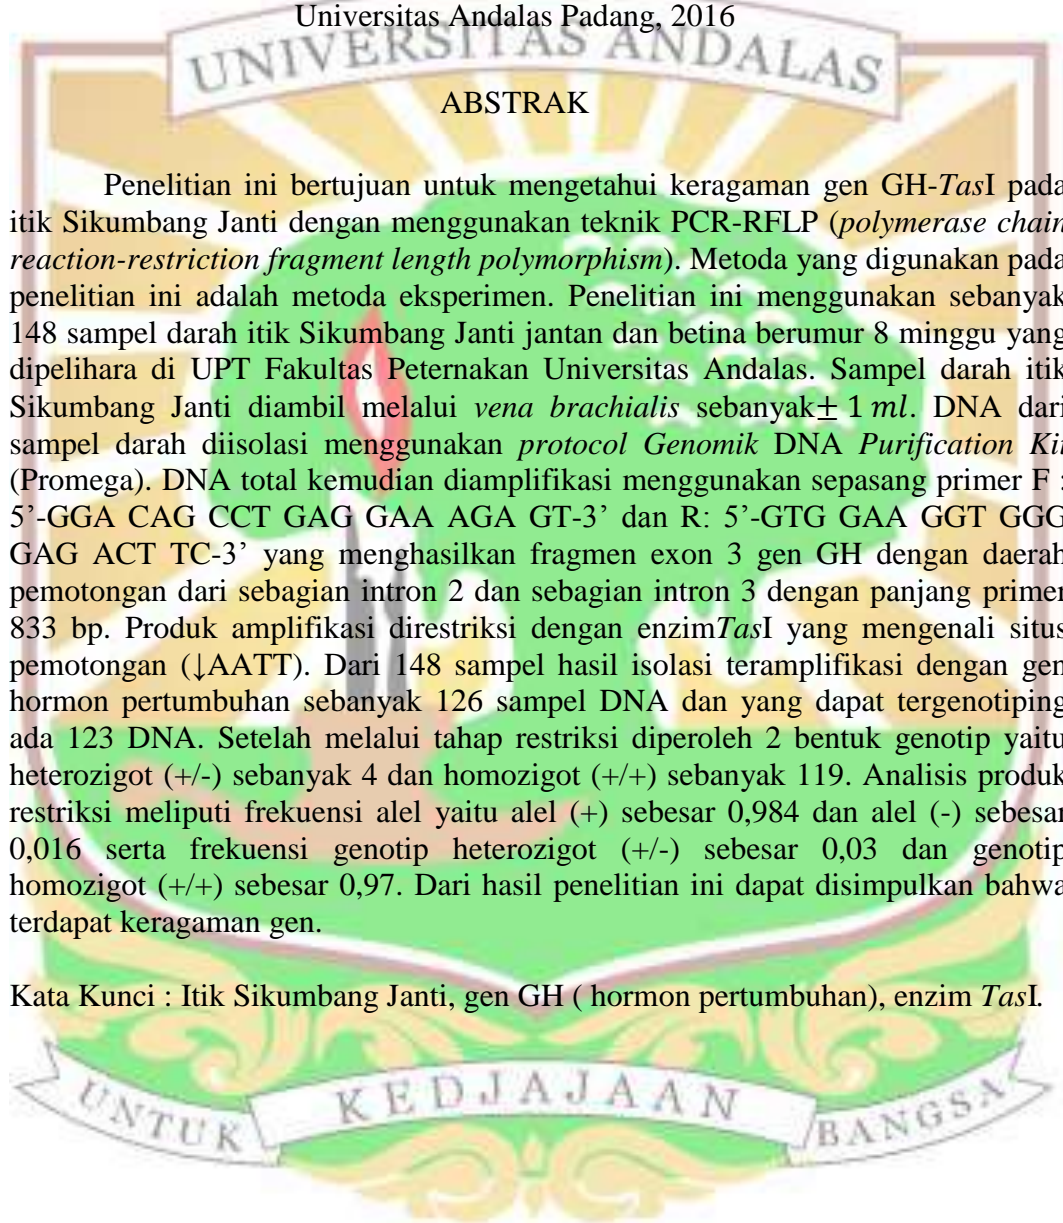 Universitas Andalas Padang, 2016
UNIVERSITAS ANDALAS
ABSTRAK
Penelitian ini bertujuan untuk mengetahui keragaman gen GH-TasI pada
itik Sikumbang Janti dengan menggunakan teknik PCR-RFLP (polymerase chain
reaction-restriction fragment length polymorphism). Metoda yang digunakan pada
penelitian ini adalah metoda eksperimen. Penelitian ini menggunakan sebanyak
148 sampel darah itik Sikumbang Janti jantan dan betina berumur 8 minggu yang
dipelihara di UPT Fakultas Peternakan Universitas Andalas. Sampel darah itik
Sikumbang Janti diambil melalui vena brachialis sebanyak± 1 ml. DNA dari
sampel darah diisolasi menggunakan protocol Genomik DNA Purification Kit
(Promega). DNA total kemudian diamplifikasi menggunakan sepasang primer F :
5’-GGA CAG CCT GAG GAA AGA GT-3’ dan R: 5’-GTG GAA GGT GGG
GAG ACT TC-3’ yang menghasilkan fragmen exon 3 gen GH dengan daerah
pemotongan dari sebagian intron 2 dan sebagian intron 3 dengan panjang primer
833 bp. Produk amplifikasi direstriksi dengan enzimTasI yang mengenali situs
pemotongan (↓AATT). Dari 148 sampel hasil isolasi teramplifikasi dengan gen
hormon pertumbuhan sebanyak 126 sampel DNA dan yang dapat tergenotiping
ada 123 DNA. Setelah melalui tahap restriksi diperoleh 2 bentuk genotip yaitu
heterozigot (+/-) sebanyak 4 dan homozigot (+/+) sebanyak 119. Analisis produk
restriksi meliputi frekuensi alel yaitu alel (+) sebesar 0,984 dan alel (-) sebesar
0,016 serta frekuensi genotip heterozigot (+/-) sebesar 0,03 dan genotip
homozigot (+/+) sebesar 0,97. Dari hasil penelitian ini dapat disimpulkan bahwa
terdapat keragaman gen.
Kata Kunci : Itik Sikumbang Janti, gen GH ( hormon pertumbuhan), enzim TasI.
UNTUK KEDJAJAAN BANGSA